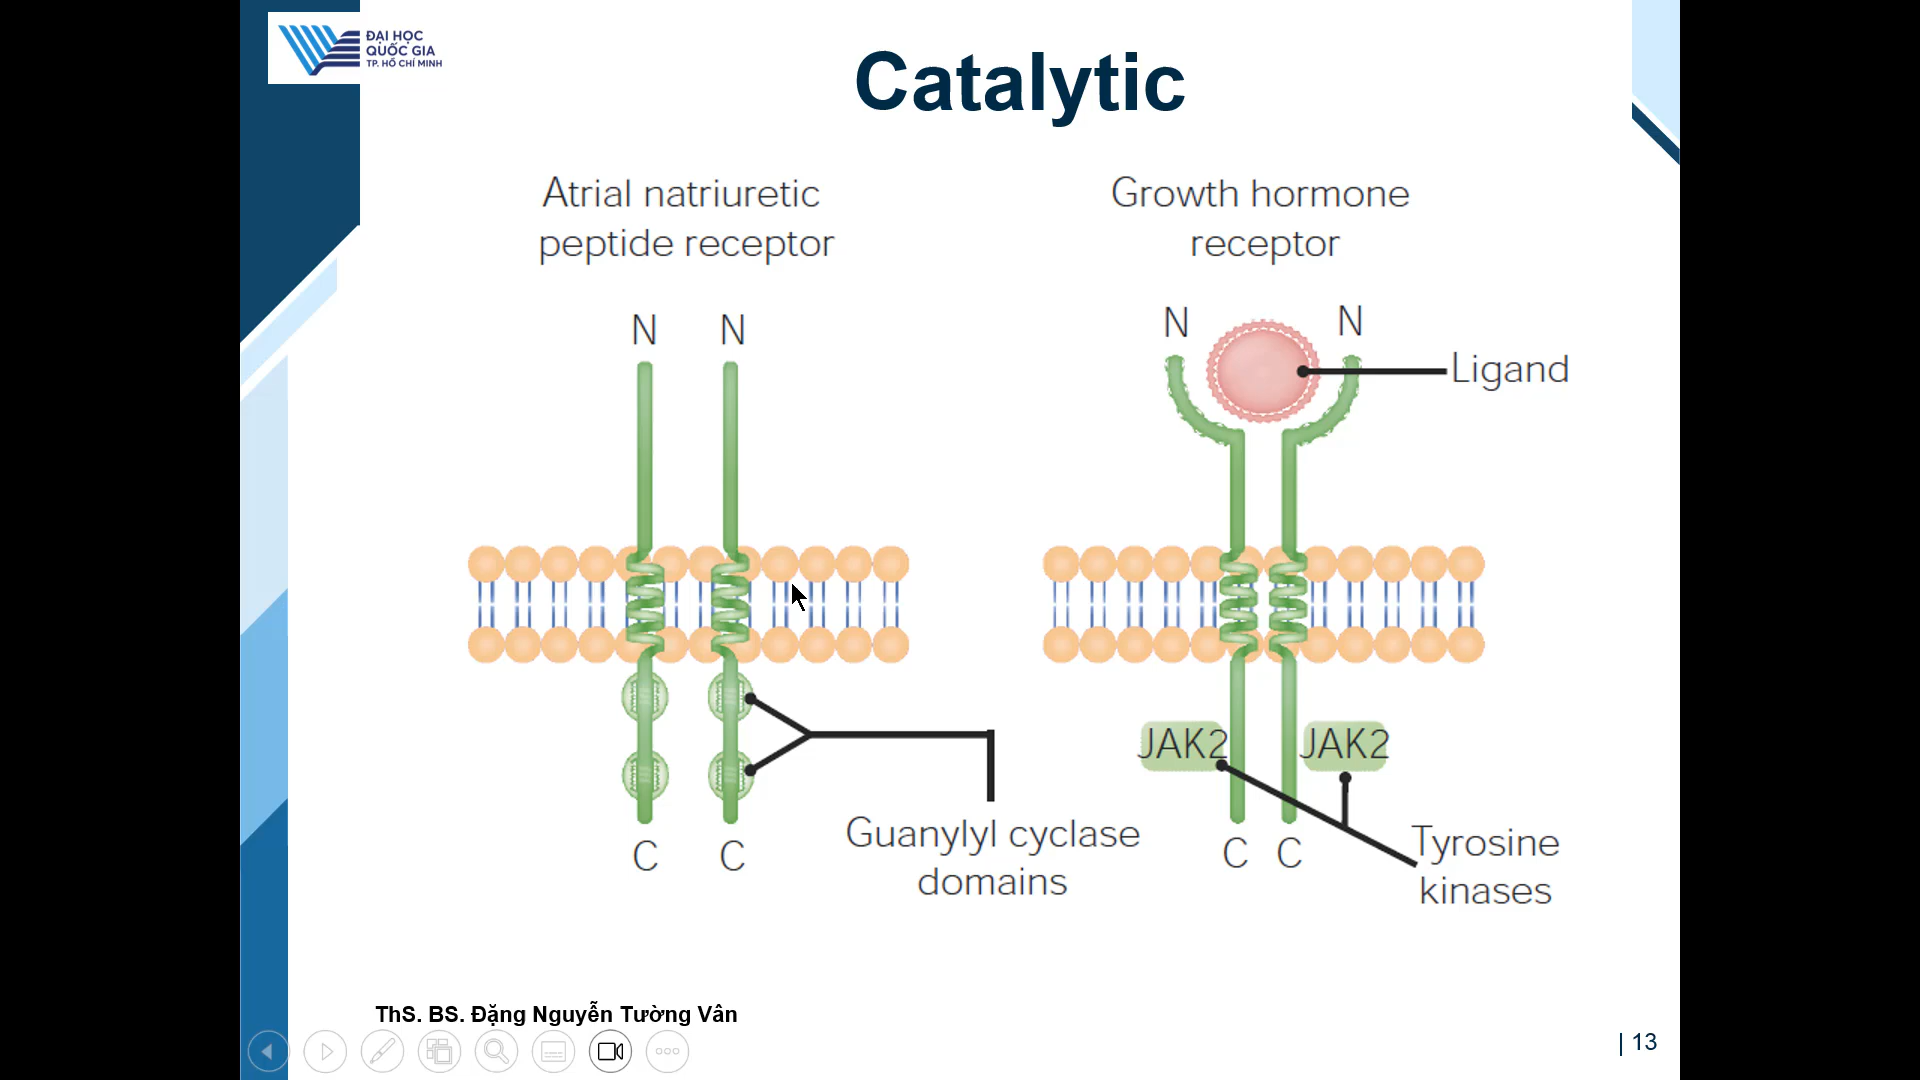 ĐẠI HỌC
QUỐC GIA
TP. HỒ CHÍ MINH
Catalytic
Atrial natriuretic
peptide receptor
Growth hormone
receptor
N N
N N
Ligand
JAK2 JAK2
Guanylyl cyclase
domains
C C
C C
Tyrosine
kinases
ThS. BS. Đặng Nguyễn Tường Vân
| 13